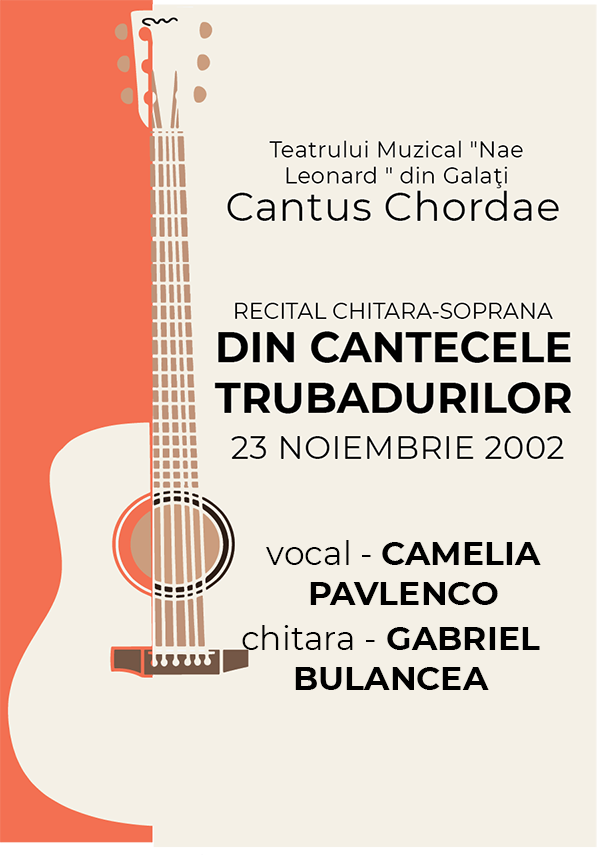 Teatrului Muzical "Nae
Leonard " din Galaţi
Cantus Chordae
RECITAL CHITARA-SOPRANA
DIN CANTECELE
TRUBADURILOR
23 NOIEMBRIE 2002
vocal - CAMELIA
PAVLENCO
chitara - GABRIEL
BULANCEA